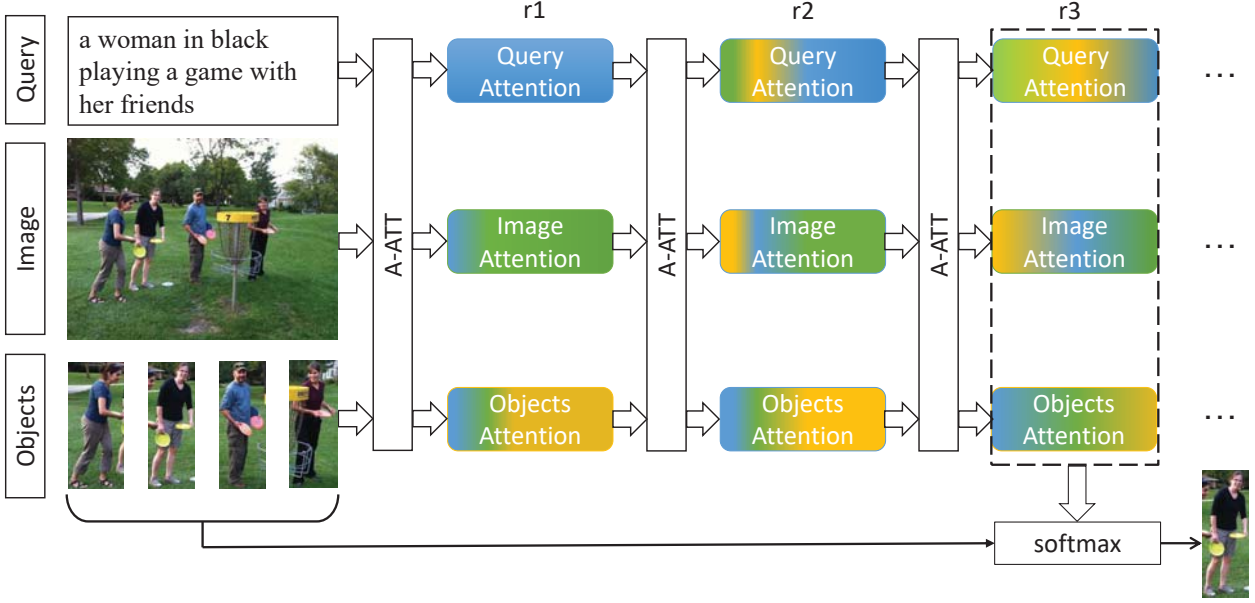 r1
r2
r3
Query
a woman in black
playing a game with
her friends
A-ATT
Query
Attention
A-ATT
Query
Attention
A-ATT
Query
Attention
...
Image
7
Image
Attention
Image
Attention
Image
Attention
...
Objects
Objects
Attention
Objects
Attention
Objects
Attention
...
softmax